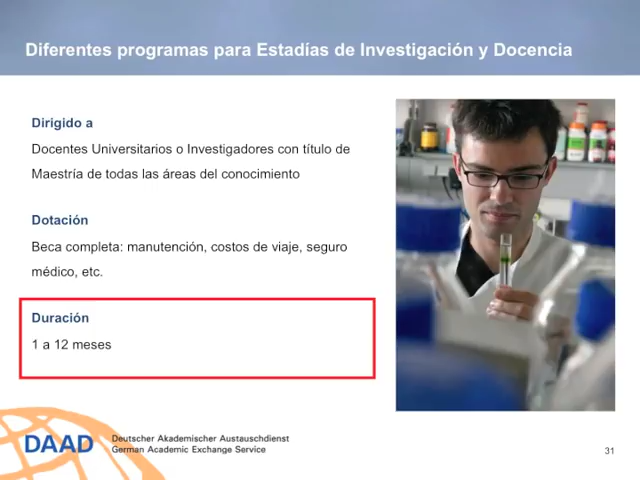 Diferentes programas para Estadías de Investigación y Docencia
Dirigido a
Docentes Universitarios o Investigadores con título de
Maestría de todas las áreas del conocimiento
Dotación
Beca completa: manutención, costos de viaje, seguro
médico, etc.
Duración
1 a 12 meses
DAAD
Deutscher Akademischer Austauschdienst
German Academic Exchange Service
31